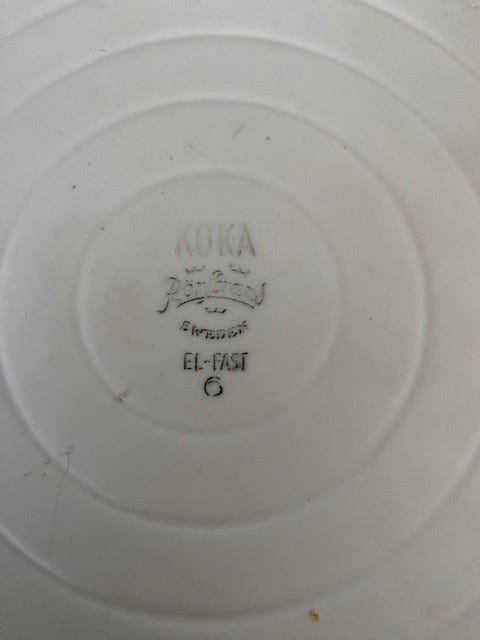 KOKA
Rörstrand
SWEDEN
EL-FAST
6